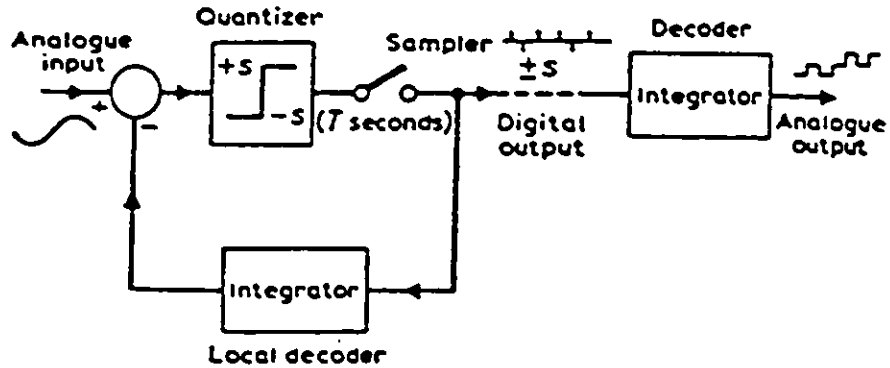 Quantizer
Analogue
input
Sampler
Decoder
+S
-S
± S
+
-
(T seconds)
Digital
output
Integrator
Analogue
output
Integrator
Local decoder